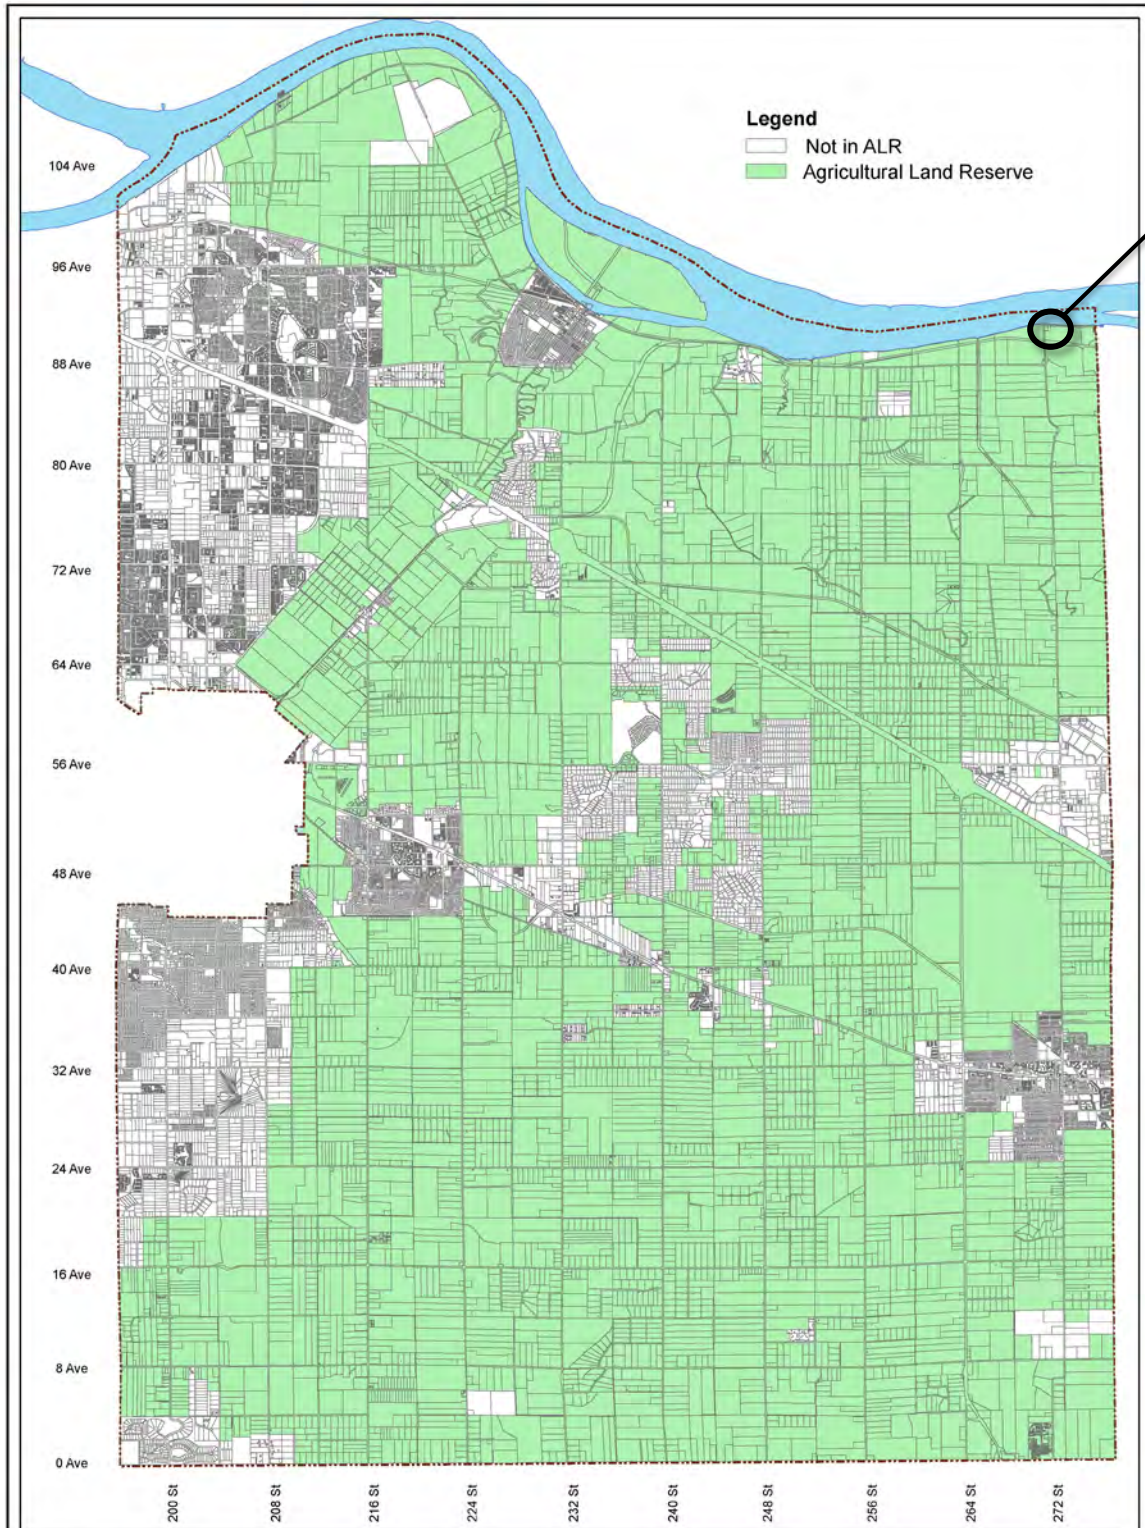 Legend
Not in ALR
Agricultural Land Reserve
104 Ave
96 Ave
88 Ave
80 Ave
72 Ave
64 Ave
56 Ave
48 Ave
40 Ave
32 Ave
24 Ave
16 Ave
8 Ave
0 Ave
200 St
208 St
216 St
224 St
232 St
240 St
248 St
256 St
264 St
272 St